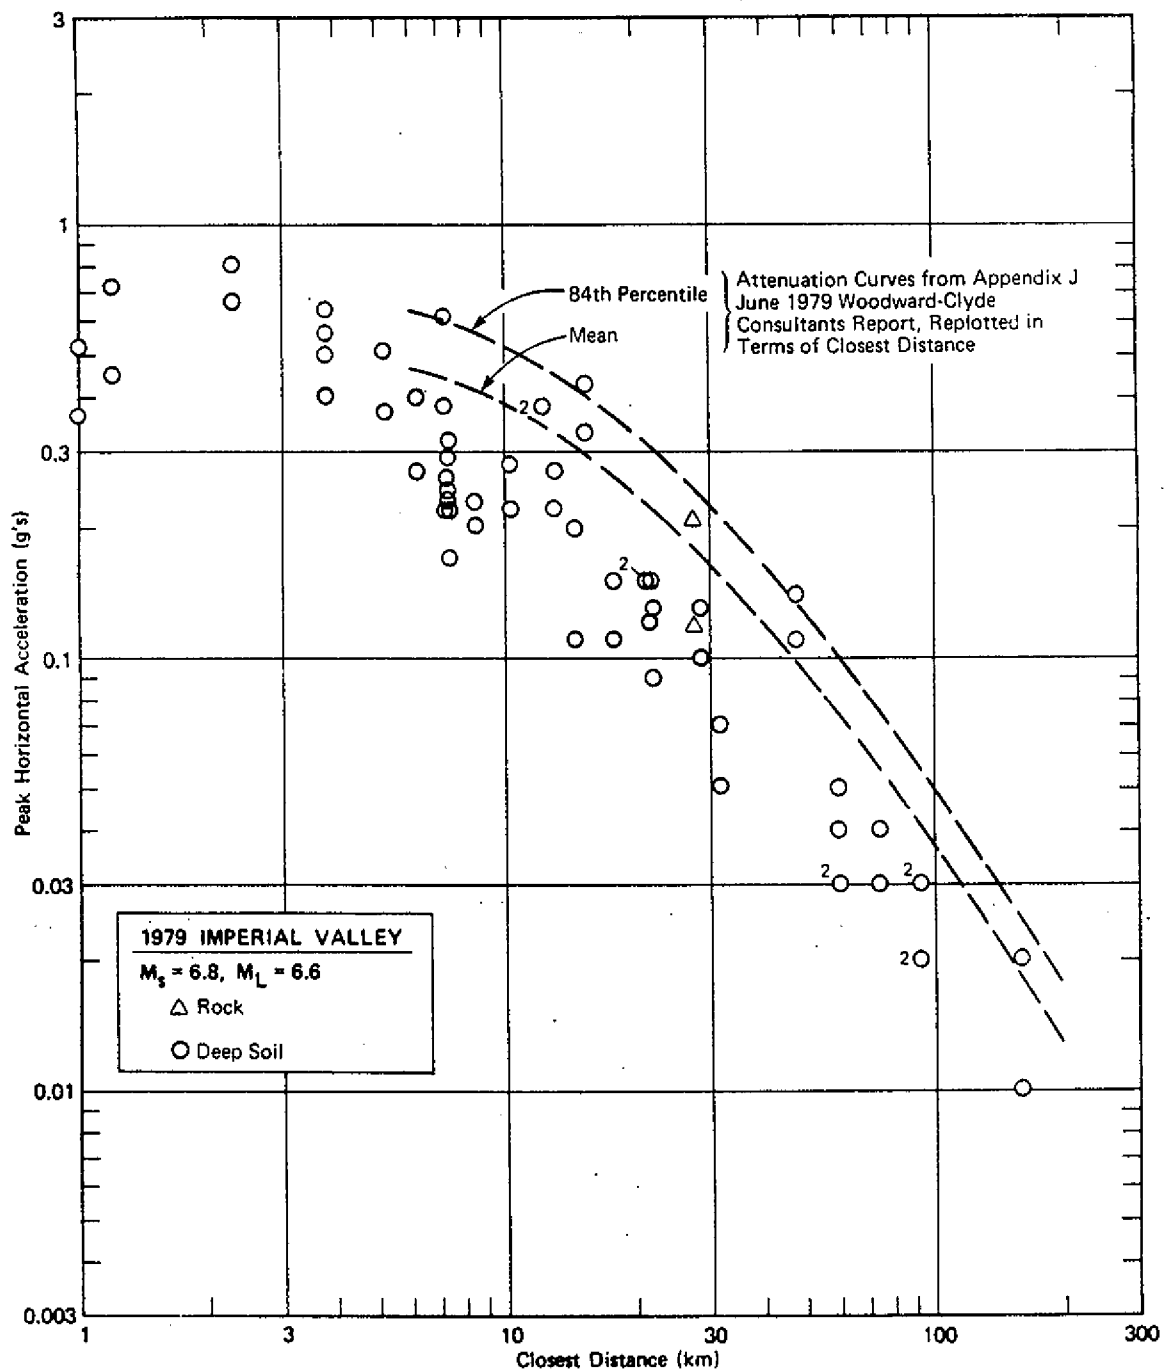 3
1
0.3
0.1
0.03
0.01
0.003
Peak Horizontal Acceleration (g's)
84th Percentile
Mean
Attenuation Curves from Appendix J
June 1979 Woodward-Clyde
Consultants Report, Replotted in
Terms of Closest Distance
2
2
2
2
2
1979 IMPERIAL VALLEY
Ms = 6.8, ML = 6.6
Rock
Deep Soil
1
3
10
30
100
300
Closest Distance (km)